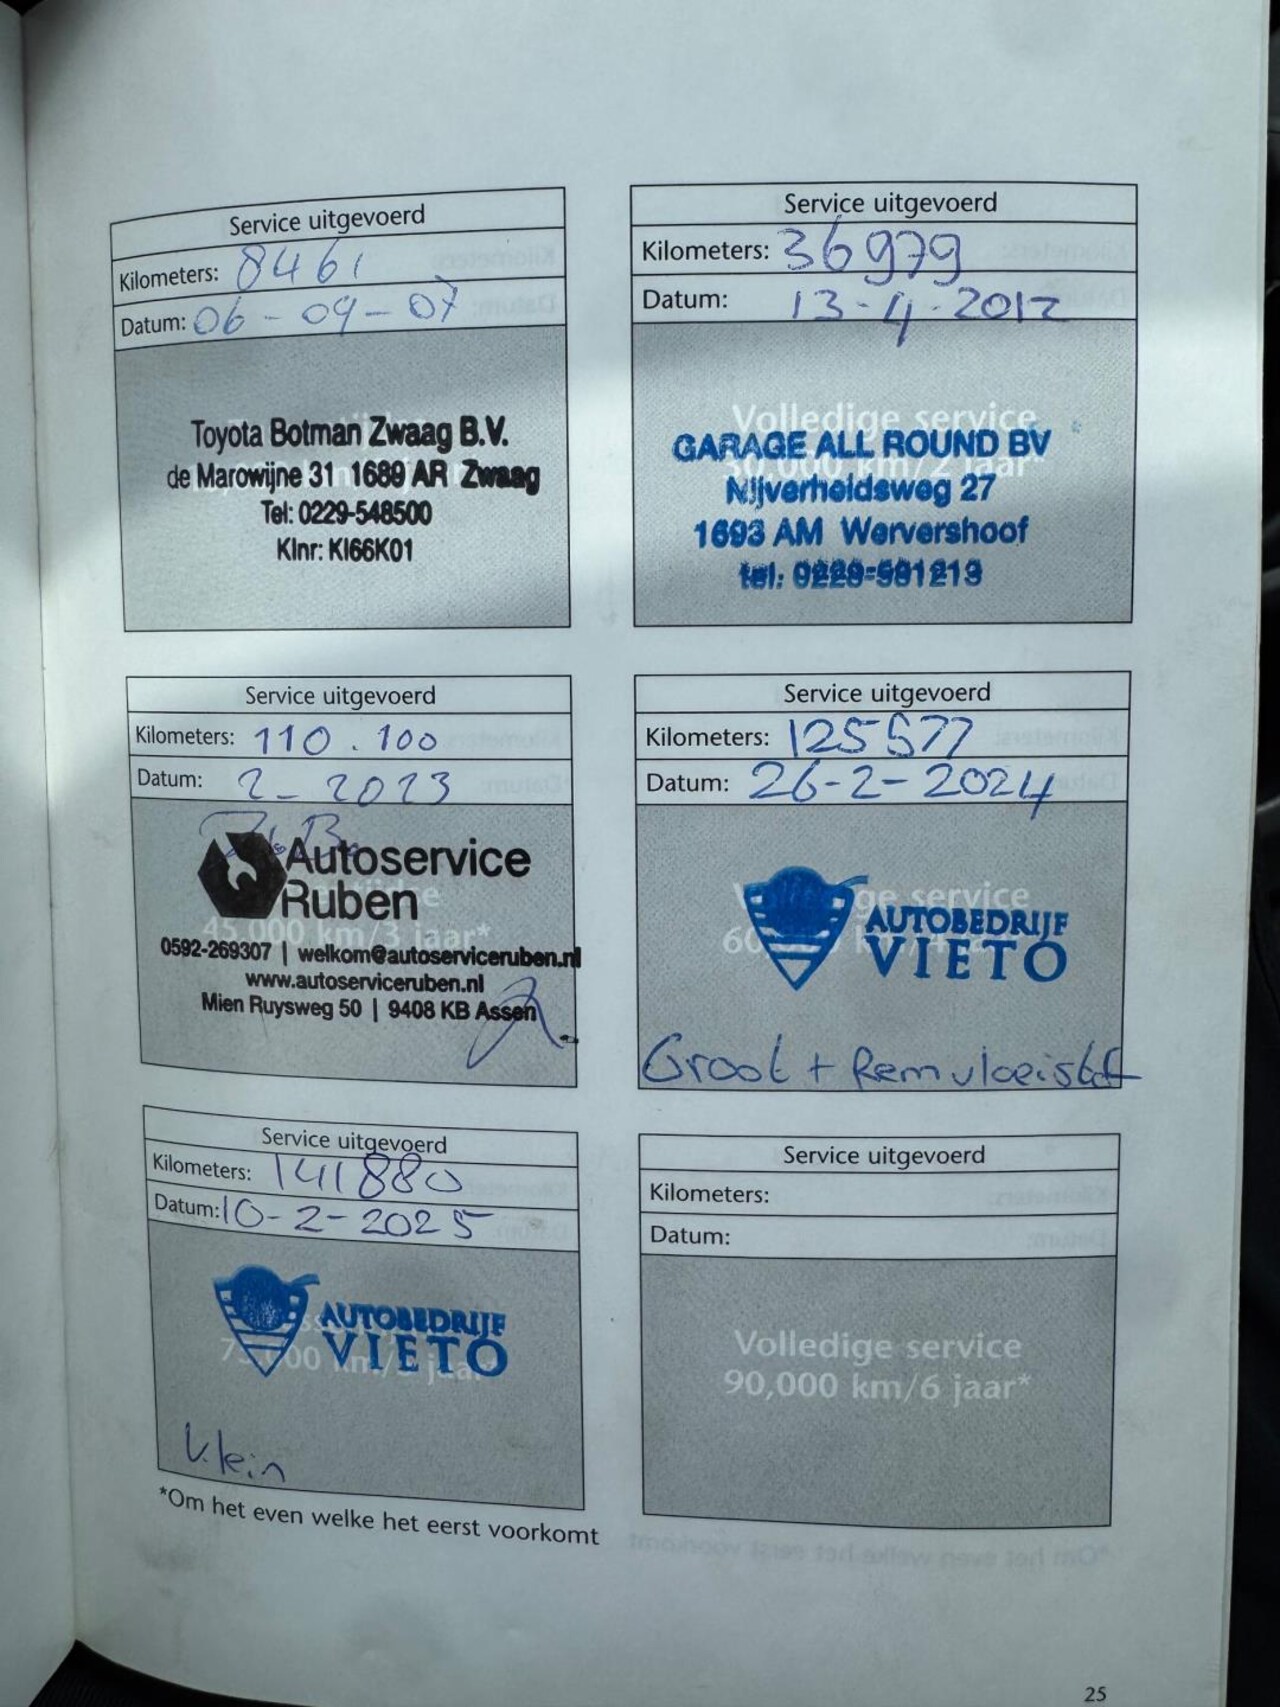 Service uitgevoerd
Kilometers: 8461
Datum: 06-09-07
Toyota Botman Zwaag B.V.
de Marowijne 31 1689 AR Zwaag
Tel: 0229-548500
Klnr: KI66K01
Service uitgevoerd
Kilometers: 36979
Datum: 13-4-2012
Volledige service
30,000 km/2 jaar*
GARAGE ALL ROUND BV
Nijverheidsweg 27
1693 AM Wervershoof
tel: 0229-581213
Service uitgevoerd
Kilometers: 110.100
Datum: 2-2023
Autoservice
Ruben
45,000 km/3 jaar*
0592-269307 | welkom@autoserviceruben.nl
www.autoserviceruben.nl
Mien Ruysweg 50 | 9408 KB Assen
Service uitgevoerd
Kilometers: 125577
Datum: 26-2-2024
Volledige service
AUTOBEDRIJF
VIETO
Groot + Remvloeistof
Service uitgevoerd
Kilometers: 141880
Datum: 10-2-2025
AUTOBEDRIJF
VIETO
Klein
*Om het even welke het eerst voorkomt
Service uitgevoerd
Kilometers:
Datum:
Volledige service
90,000 km/6 jaar*
25